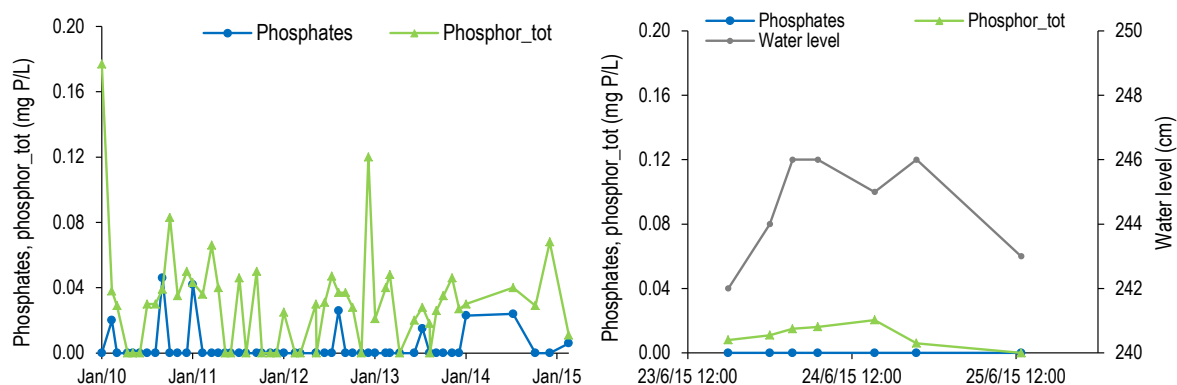 Phosphates, phosphor_tot (mg P/L)
0.20
0.16
0.12
0.08
0.04
0.00
Phosphates
Phosphor_tot
Jan/10
Jan/11
Jan/12
Jan/13
Jan/14
Jan/15
Phosphates, phosphor_tot (mg P/L)
0.20
0.16
0.12
0.08
0.04
0.00
Phosphates
Phosphor_tot
Water level
250
248
246
244
242
240
Water level (cm)
23/6/15 12:00
24/6/15 12:00
25/6/15 12:00